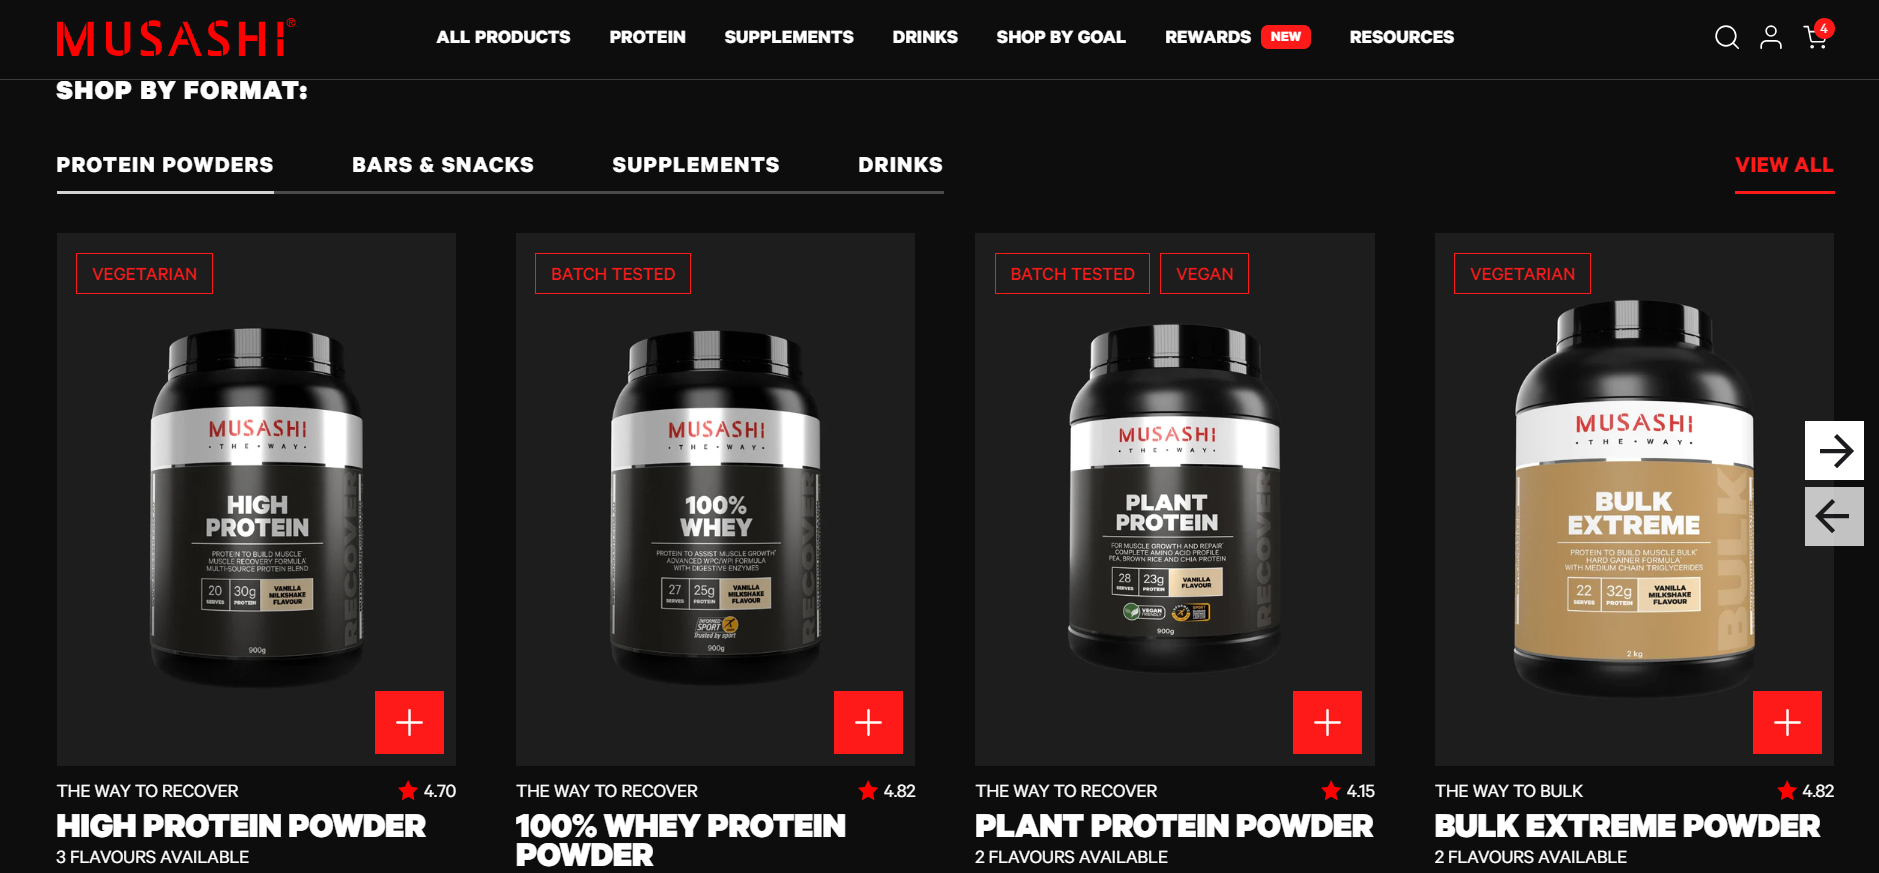 MUSASHI®
ALL PRODUCTS
PROTEIN
SUPPLEMENTS
DRINKS
SHOP BY GOAL
REWARDS NEW
RESOURCES
4
SHOP BY FORMAT:
PROTEIN POWDERS
BARS & SNACKS
SUPPLEMENTS
DRINKS
VIEW ALL
VEGETARIAN
MUSASHI
• THE • WAY •
HIGH
PROTEIN
PROTEIN TO BUILD MUSCLE
MUSCLE RECOVERY FORMULA
MULTI-SOURCE PROTEIN BLEND
20 SERVES
30g PROTEIN
VANILLA
MILKSHAKE
FLAVOUR
RECOVER
900g
THE WAY TO RECOVER
4.70
HIGH PROTEIN POWDER
3 FLAVOURS AVAILABLE
BATCH TESTED
MUSASHI
• THE • WAY •
100%
WHEY
PROTEIN TO ASSIST MUSCLE GROWTH
ADVANCED WPC/WPI FORMULA
WITH DIGESTIVE ENZYMES
27 SERVES
25g PROTEIN
VANILLA
MILKSHAKE
FLAVOUR
INFORMED
SPORT
Trusted by sport
RECOVER
900g
THE WAY TO RECOVER
4.82
100% WHEY PROTEIN
POWDER
BATCH TESTED
VEGAN
MUSASHI
• THE • WAY •
PLANT
PROTEIN
FOR MUSCLE GROWTH AND REPAIR
COMPLETE AMINO ACID PROFILE
PEA, BROWN RICE AND CHIA PROTEIN
28 SERVES
23g PROTEIN
VANILLA
FLAVOUR
VEGAN
FRIENDLY
RECOVER
900g
THE WAY TO RECOVER
4.15
PLANT PROTEIN POWDER
2 FLAVOURS AVAILABLE
VEGETARIAN
MUSASHI
• THE • WAY •
BULK
EXTREME
PROTEIN TO BUILD MUSCLE BULK
HARD GAINER FORMULA
WITH MEDIUM CHAIN TRIGLYCERIDES
22 SERVES
32g PROTEIN
VANILLA
MILKSHAKE
FLAVOUR
BULK
2 kg
THE WAY TO BULK
4.82
BULK EXTREME POWDER
2 FLAVOURS AVAILABLE